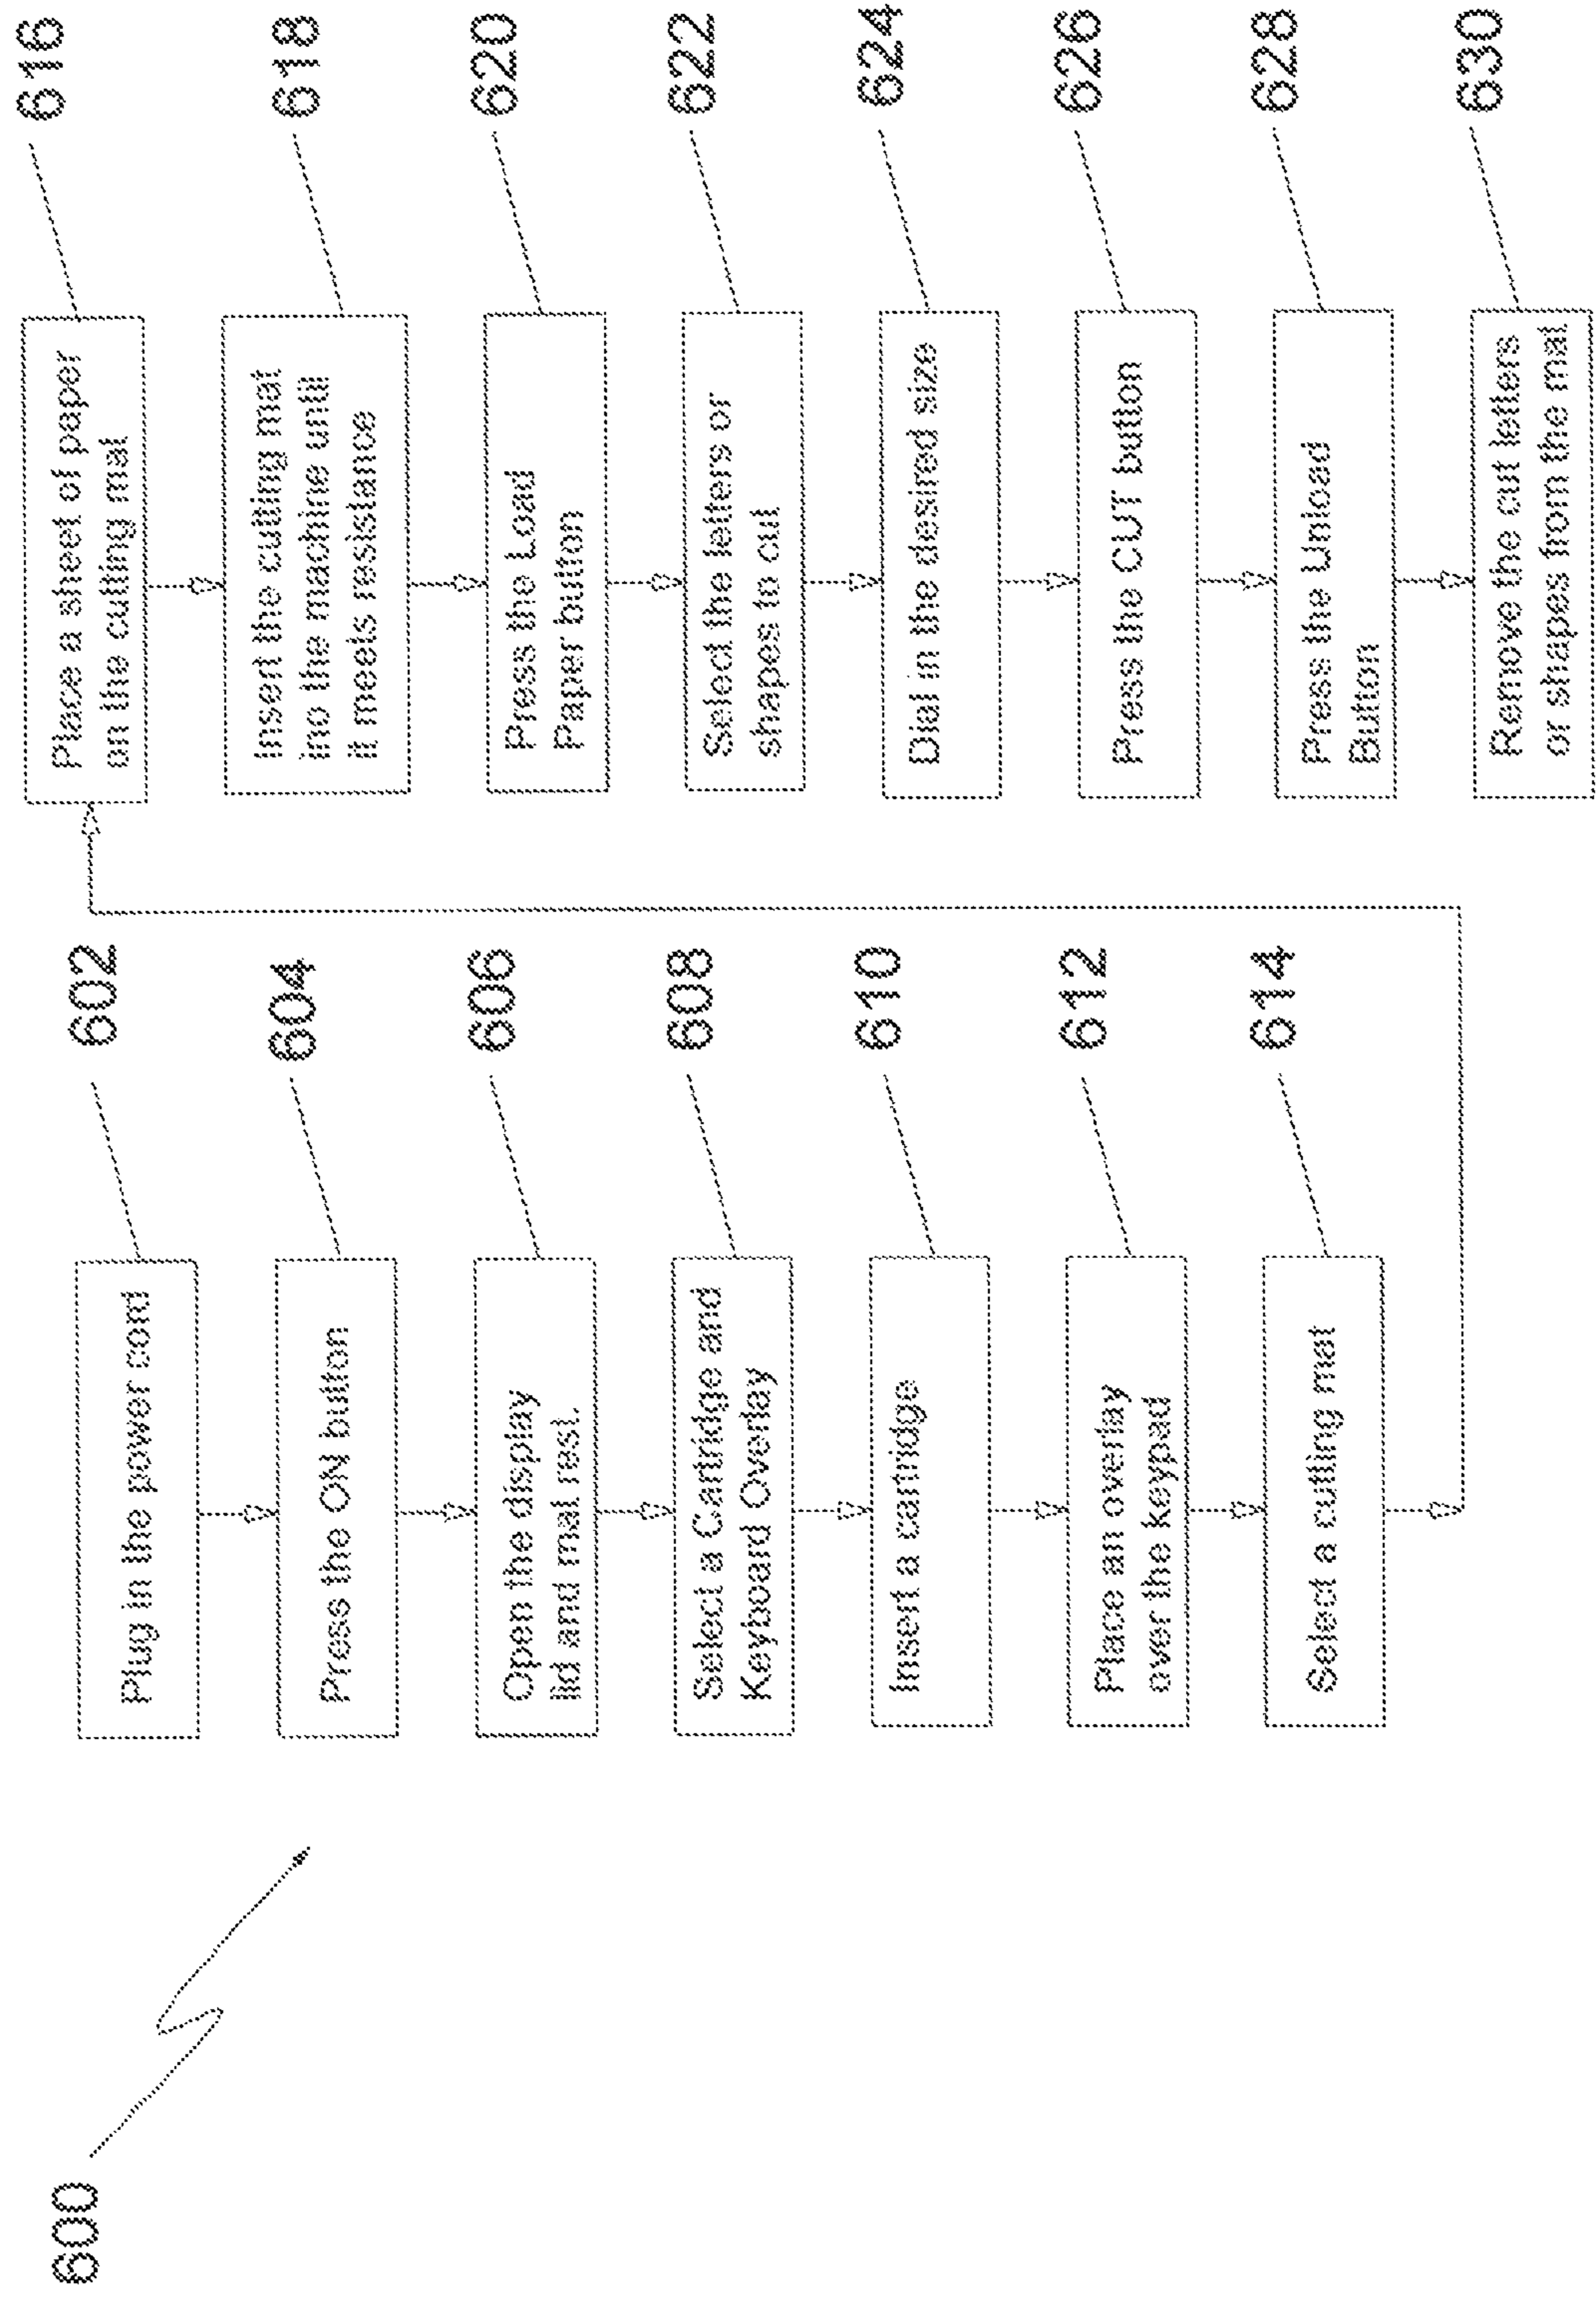 600
Plug in the power cord
602
Press the ON button
604
Open the display
lid and mat rest.
606
Select a Cartridge and
Keyboard Overlay
608
Insert a cartridge
610
Place an overlay
over the keypad
612
Select a cutting mat
614
Place a sheet of paper
on the cutting mat
616
Insert the cutting mat
ino the machine until
it meets resistance
618
Press the Load
Paper button
620
Select the letters or
shapes to cut
622
Dial in the desired size
624
Press the CUT button
626
Press the Unload
Button
628
Remove the cut letters
or shapes from the mat
630